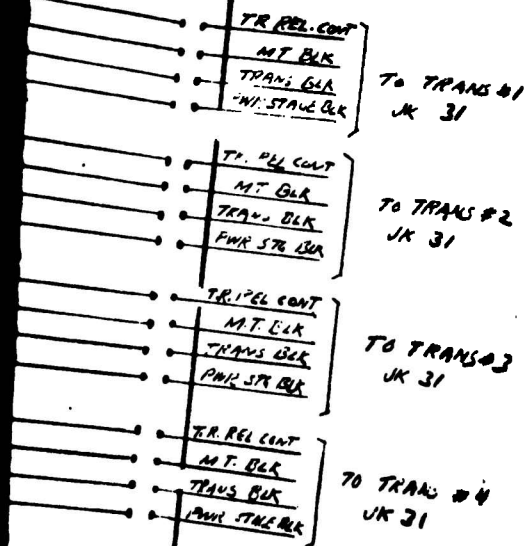 TR REL. CONT
MT BLK
TRANS BLK
PWR STAGE BLK
TO TRANS #1
JK 31
TR. REL CONT
MT BLK
TRANS BLK
PWR STG BLK
TO TRANS #2
JK 31
T.R. REL CONT
M.T. BLK
TRANS BLK
PWR STG BLK
TO TRANS #3
JK 31
T.R. REL CONT
MT. BLK
TRANS BLK
PWR STAGE BLK
TO TRANS #4
JK 31